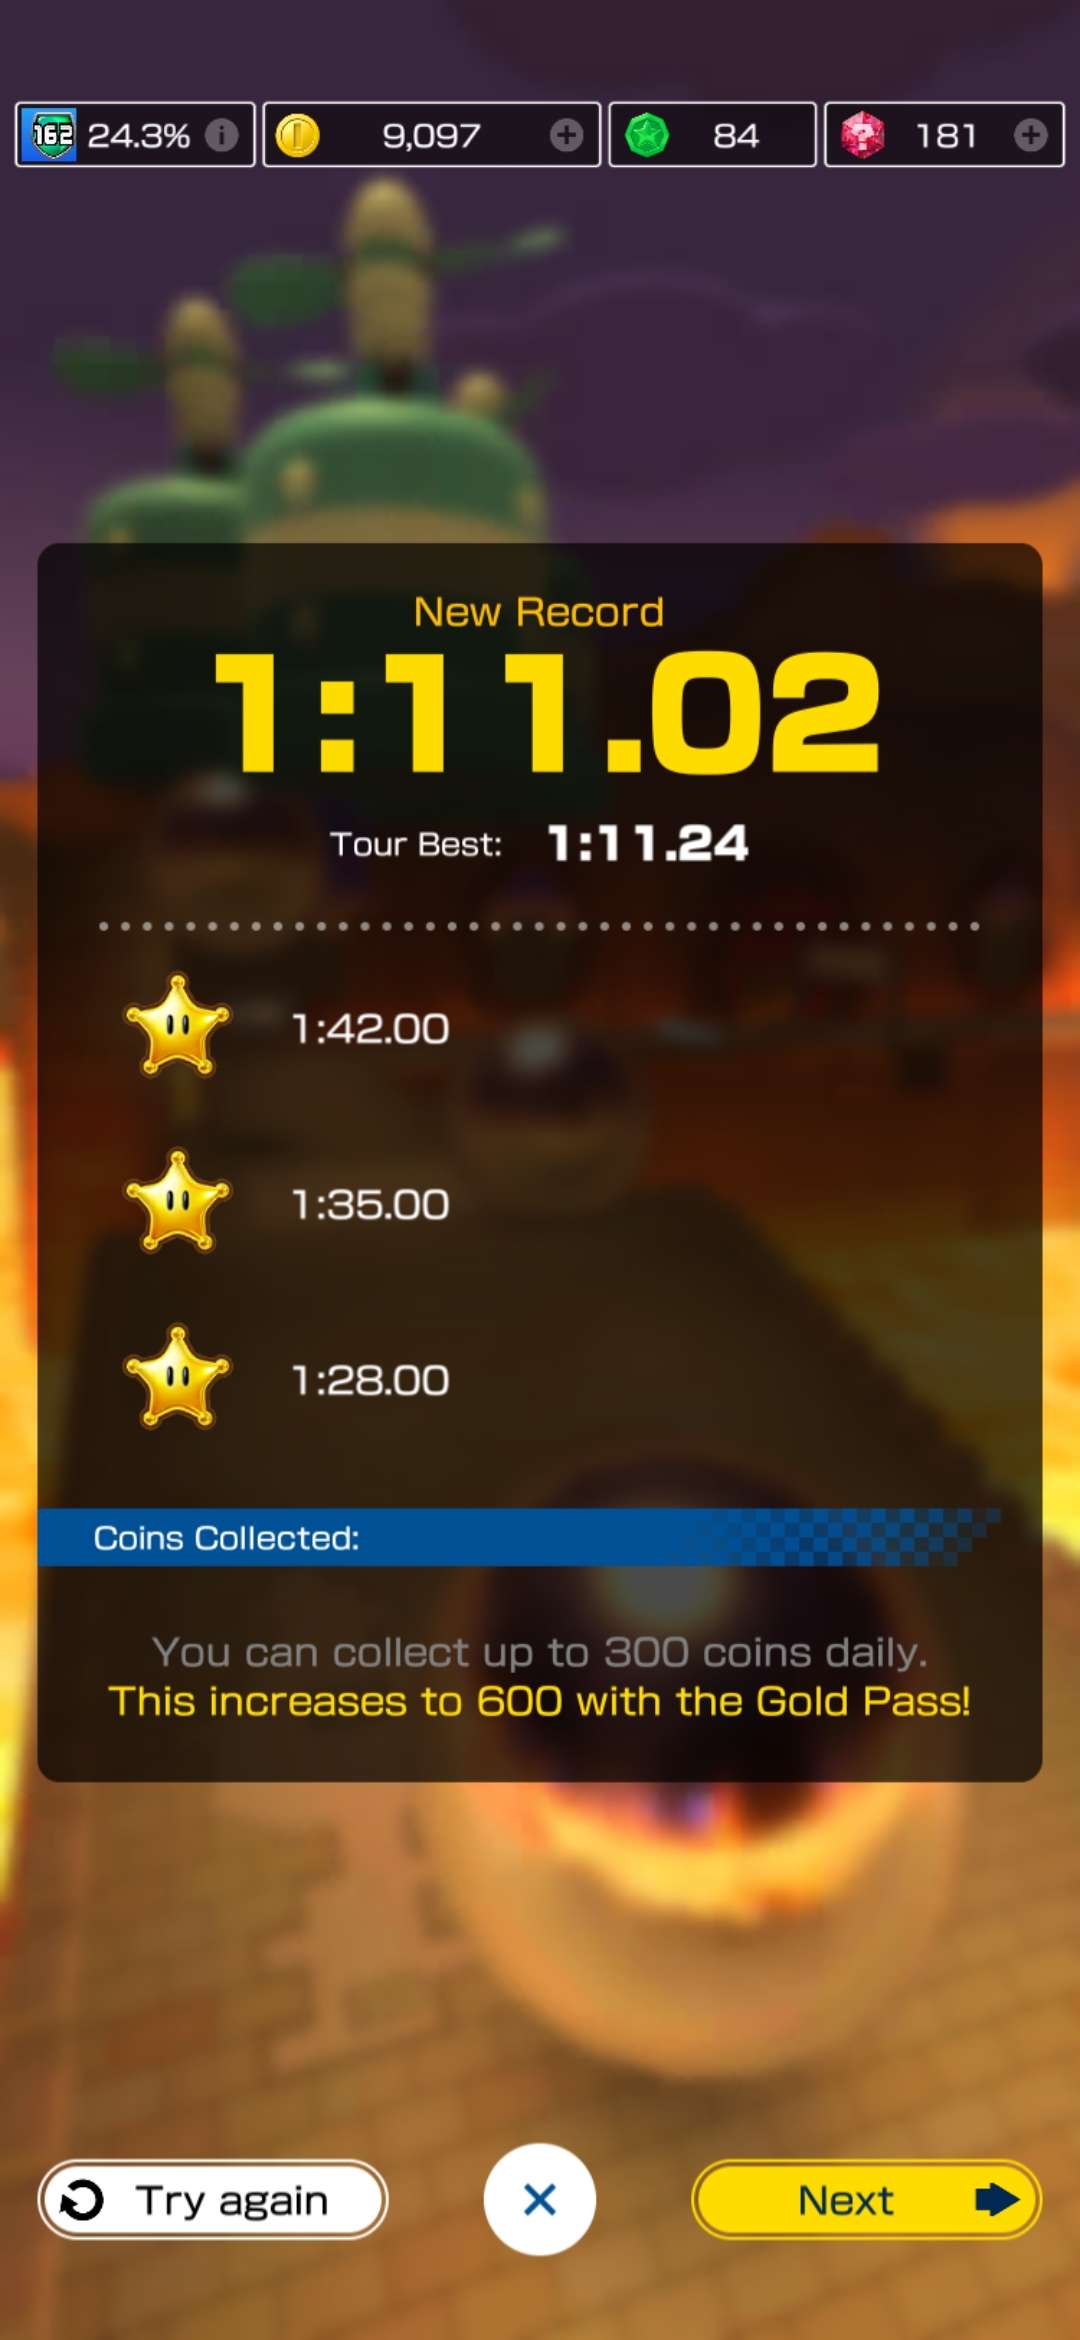 162 24.3% i 9,097 + 84 ? 181 +
New Record
1:11.02
Tour Best: 1:11.24
1:42.00
1:35.00
1:28.00
Coins Collected:
You can collect up to 300 coins daily.
This increases to 600 with the Gold Pass!
Try again × Next